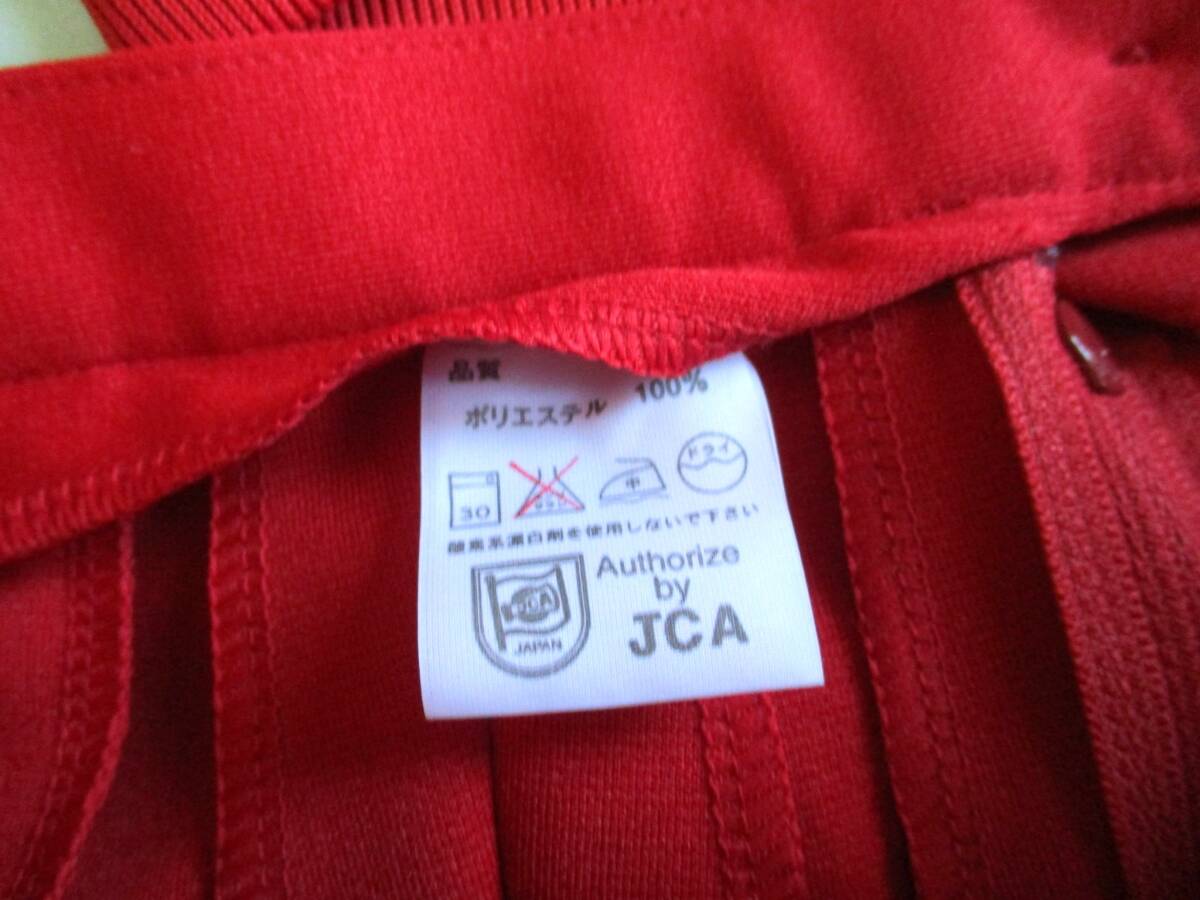 品質
ポリエステル 100%
30
中
ドライ
酸素系漂白剤を使用しないで下さい
JCA
JAPAN
Authorize
by
JCA